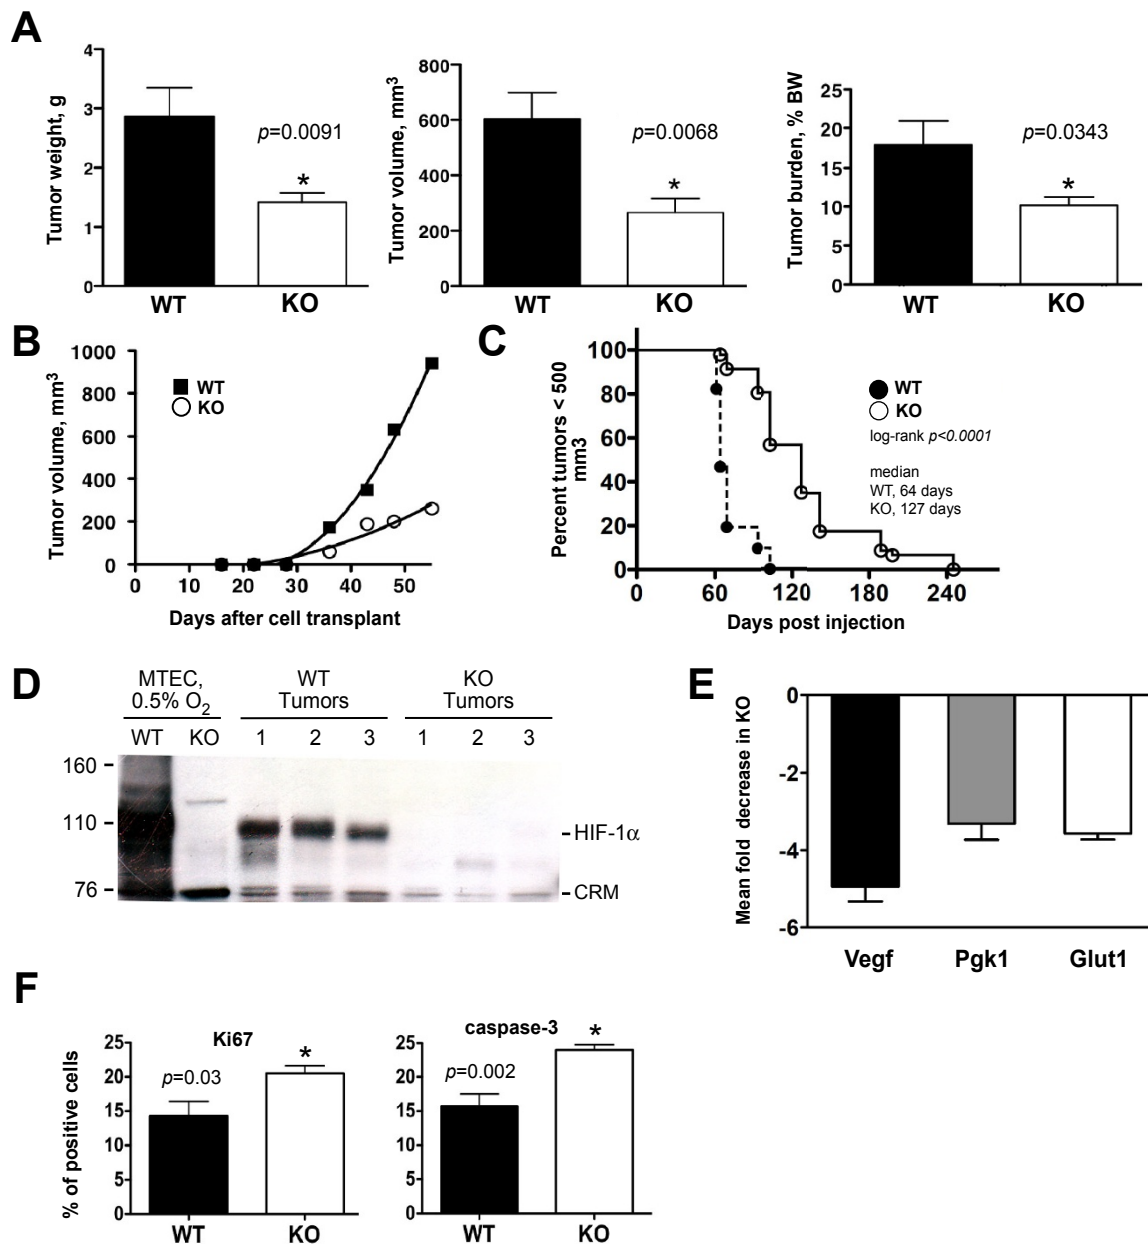 A
Tumor weight, g
4
3
2
1
0
p=0.0091
*
WT
KO
Tumor volume, mm3
800
600
400
200
0
p=0.0068
*
WT
KO
Tumor burden, % BW
25
20
15
10
5
0
p=0.0343
*
WT
KO
B
Tumor volume, mm3
1000
800
600
400
200
0
WT
KO
0 10 20 30 40 50
Days after cell transplant
C
Percent tumors < 500
mm3
100
80
60
40
20
0
WT
KO
log-rank p<0.0001
median
WT, 64 days
KO, 127 days
0 60 120 180 240
Days post injection
D
MTEC,
0.5% O2
WT
Tumors
KO
Tumors
WT KO 1 2 3 1 2 3
160
110
76
HIF-1α
CRM
E
Mean fold decrease in KO
0
-2
-4
-6
Vegf Pgk1 Glut1
F
% of positive cells
Ki67
25
20
15
10
5
0
p=0.03
*
WT
KO
caspase-3
25
20
15
10
5
0
p=0.002
*
WT
KO